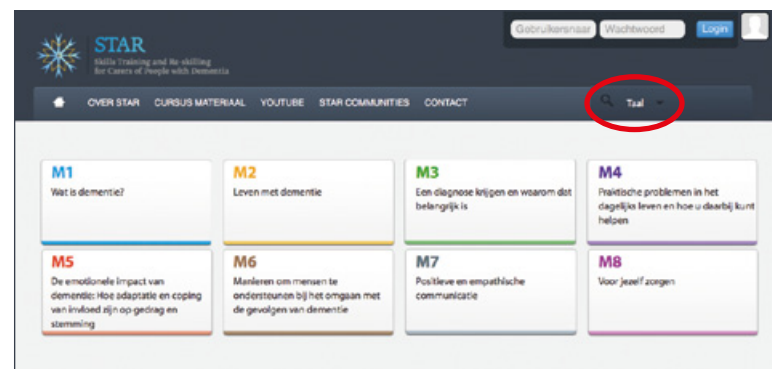 Gebruikersnaar Wachtwoord Login
STAR
Skills Training and Re-skilling
for Carers of People with Dementia
OVER STAR CURSUS MATERIAAL YOUTUBE STAR COMMUNITIES CONTACT Taal
M1
Wat is dementie?
M2
Leven met dementie
M3
Een diagnose krijgen en waarom dat
belangrijk is
M4
Praktische problemen in het
dagelijks leven en hoe u daarbij kunt
helpen
M5
De emotionele impact van
dementie: Hoe adaptatie en coping
van invloed zijn op gedrag en
stemming
M6
Manieren om mensen te
ondersteunen bij het omgaan met
de gevolgen van dementie
M7
Positieve en empathische
communicatie
M8
Voor jezelf zorgen